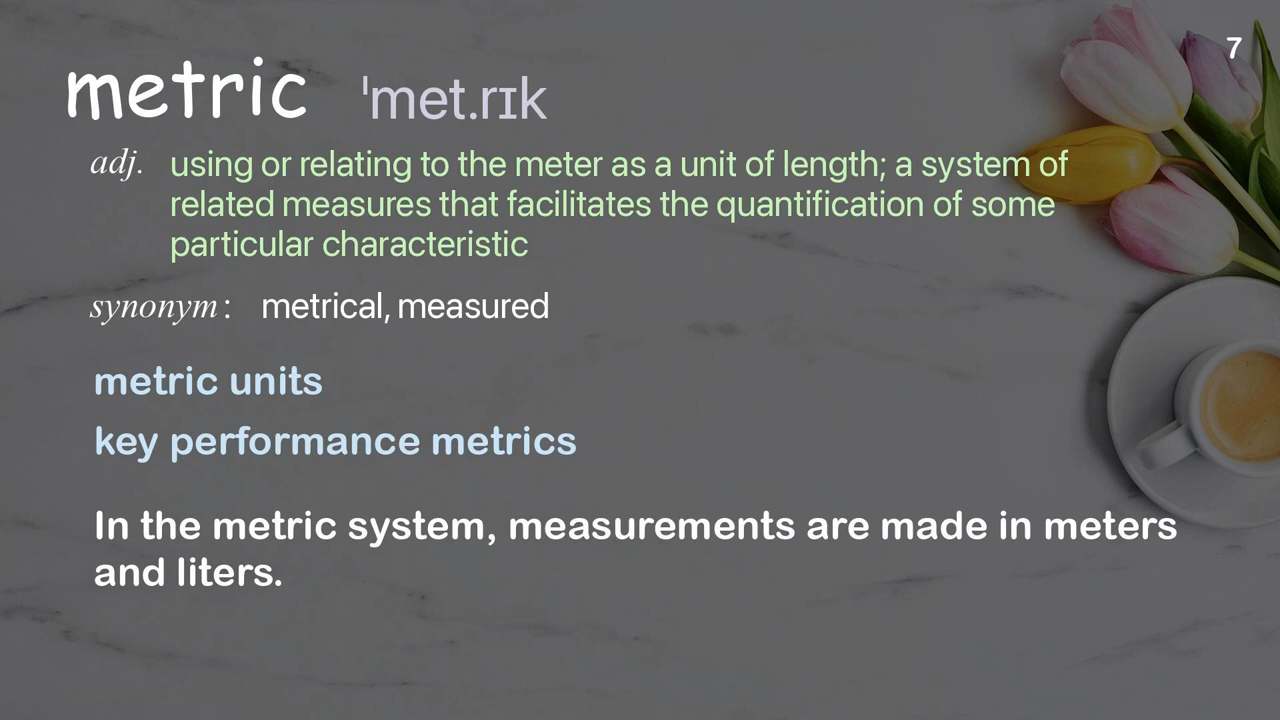 7
metric ˈmet.rɪk
adj. using or relating to the meter as a unit of length; a system of
related measures that facilitates the quantification of some
particular characteristic
synonym: metrical, measured
metric units
key performance metrics
In the metric system, measurements are made in meters
and liters.